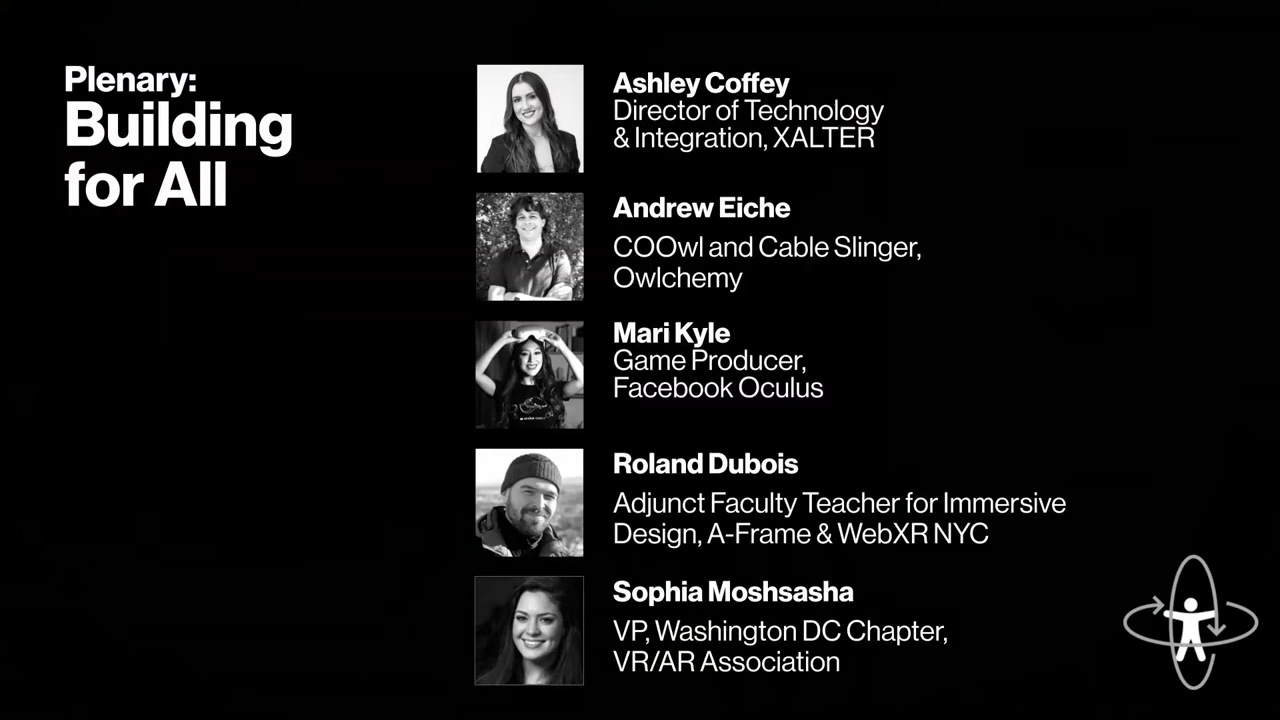 Plenary:
Building
for All
Ashley Coffey
Director of Technology
& Integration, XALTER
Andrew Eiche
COOwl and Cable Slinger,
Owlchemy
Mari Kyle
Game Producer,
Facebook Oculus
Roland Dubois
Adjunct Faculty Teacher for Immersive
Design, A-Frame & WebXR NYC
Sophia Moshsasha
VP, Washington DC Chapter,
VR/AR Association